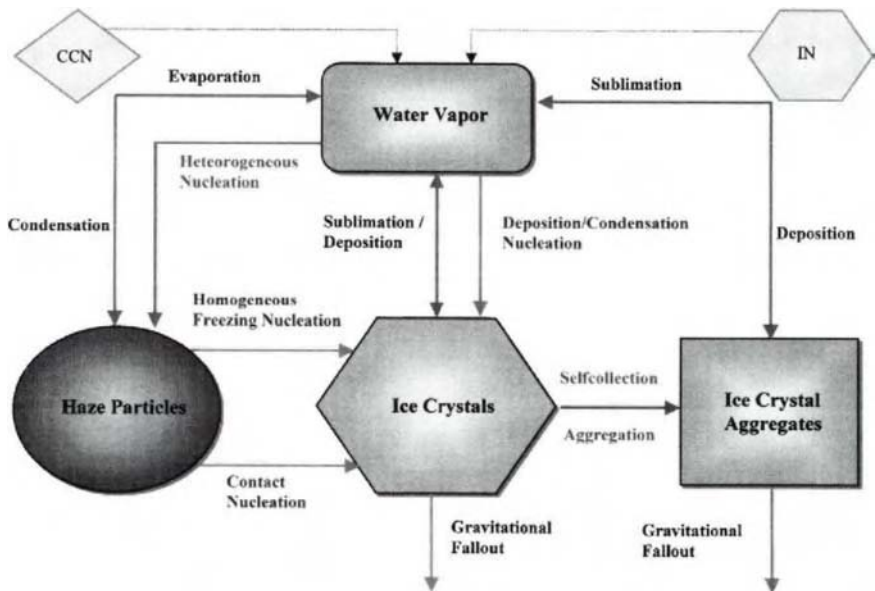 CCN
IN
Evaporation
Sublimation
Water Vapor
Heteorogeneous
Nucleation
Condensation
Sublimation /
Deposition
Deposition/Condensation
Nucleation
Deposition
Homogeneous
Freezing Nucleation
Haze Particles
Ice Crystals
Selfcollection
Aggregation
Ice Crystal
Aggregates
Contact
Nucleation
Gravitational
Fallout
Gravitational
Fallout